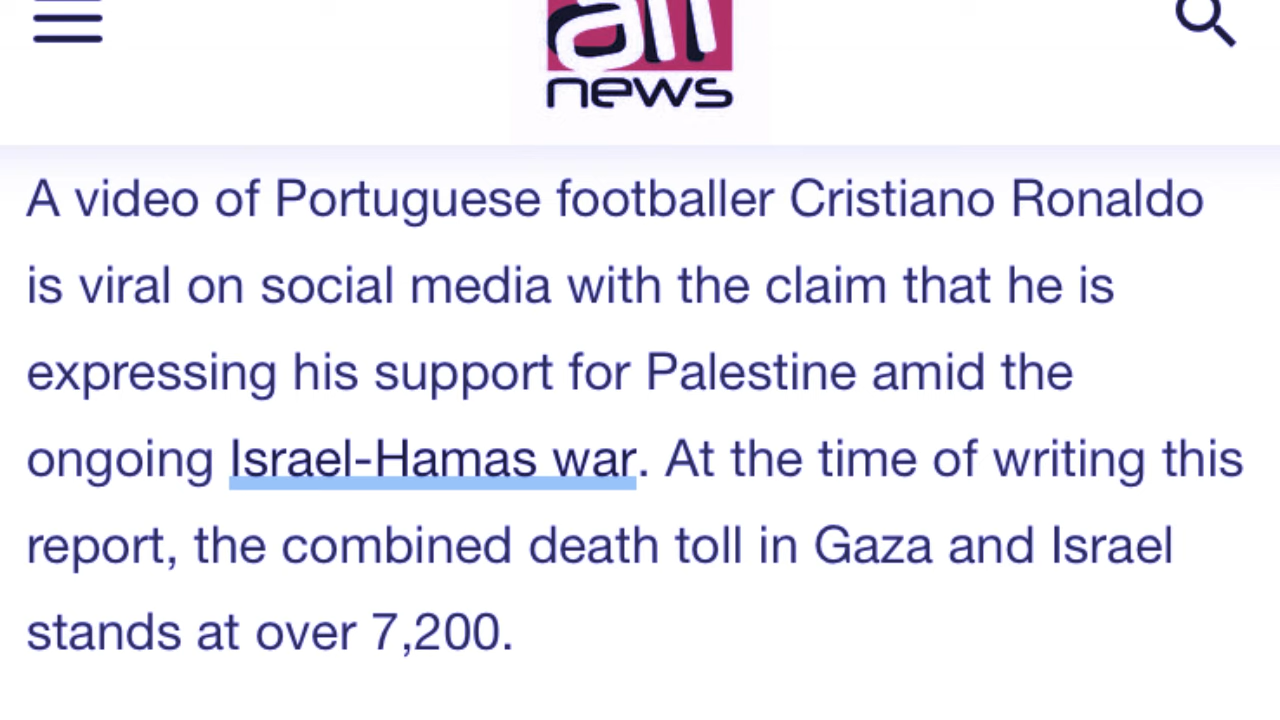 alt
news
A video of Portuguese footballer Cristiano Ronaldo
is viral on social media with the claim that he is
expressing his support for Palestine amid the
ongoing Israel-Hamas war. At the time of writing this
report, the combined death toll in Gaza and Israel
stands at over 7,200.